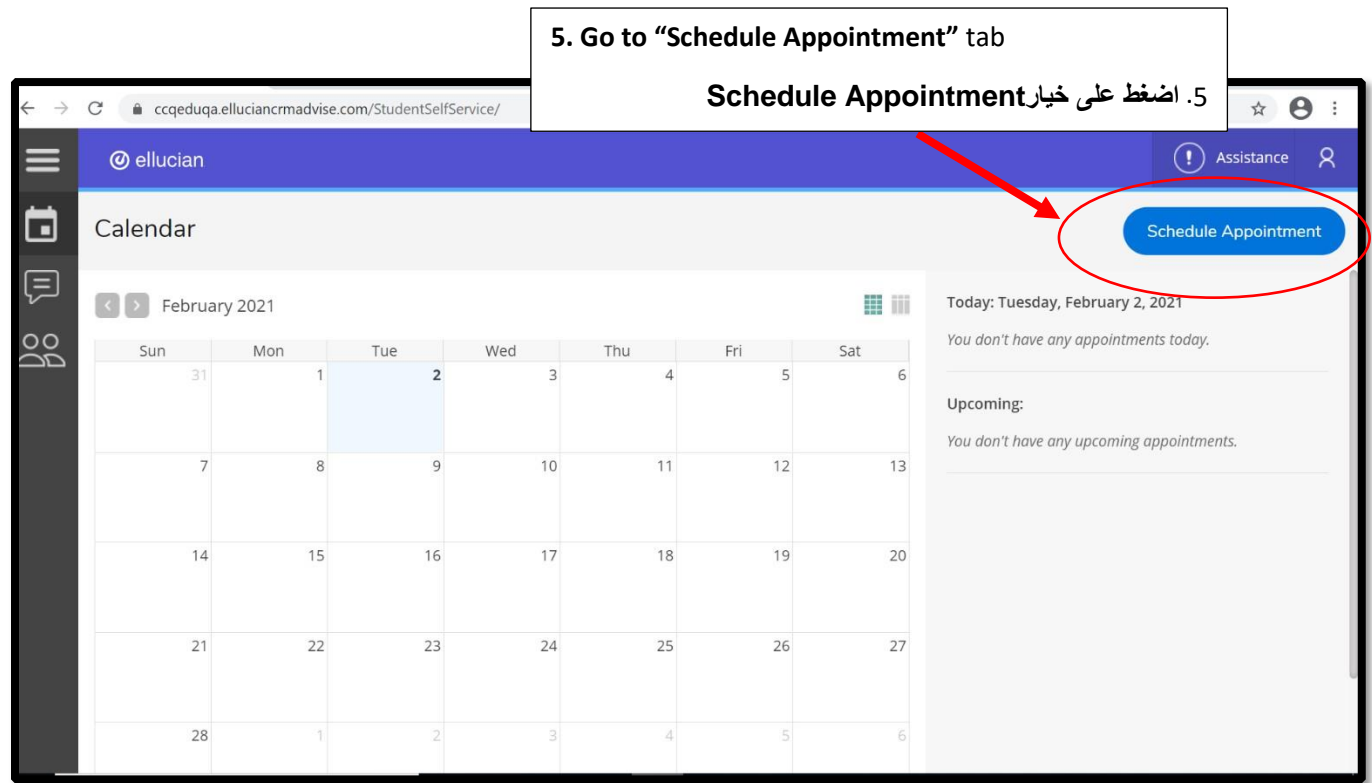 5. Go to “Schedule Appointment” tab
5. اضغط على خيارSchedule Appointment
ccqeduqa.elluciancrmadvise.com/StudentSelfService/
ellucian
Assistance
Calendar
Schedule Appointment
February 2021
Sun Mon Tue Wed Thu Fri Sat
31 1 2 3 4 5 6
7 8 9 10 11 12 13
14 15 16 17 18 19 20
21 22 23 24 25 26 27
28 1 2 3 4 5 6
Today: Tuesday, February 2, 2021
You don't have any appointments today.
Upcoming:
You don't have any upcoming appointments.